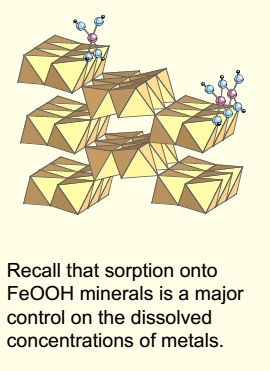 Recall that sorption onto
FeOOH minerals is a major
control on the dissolved
concentrations of metals.